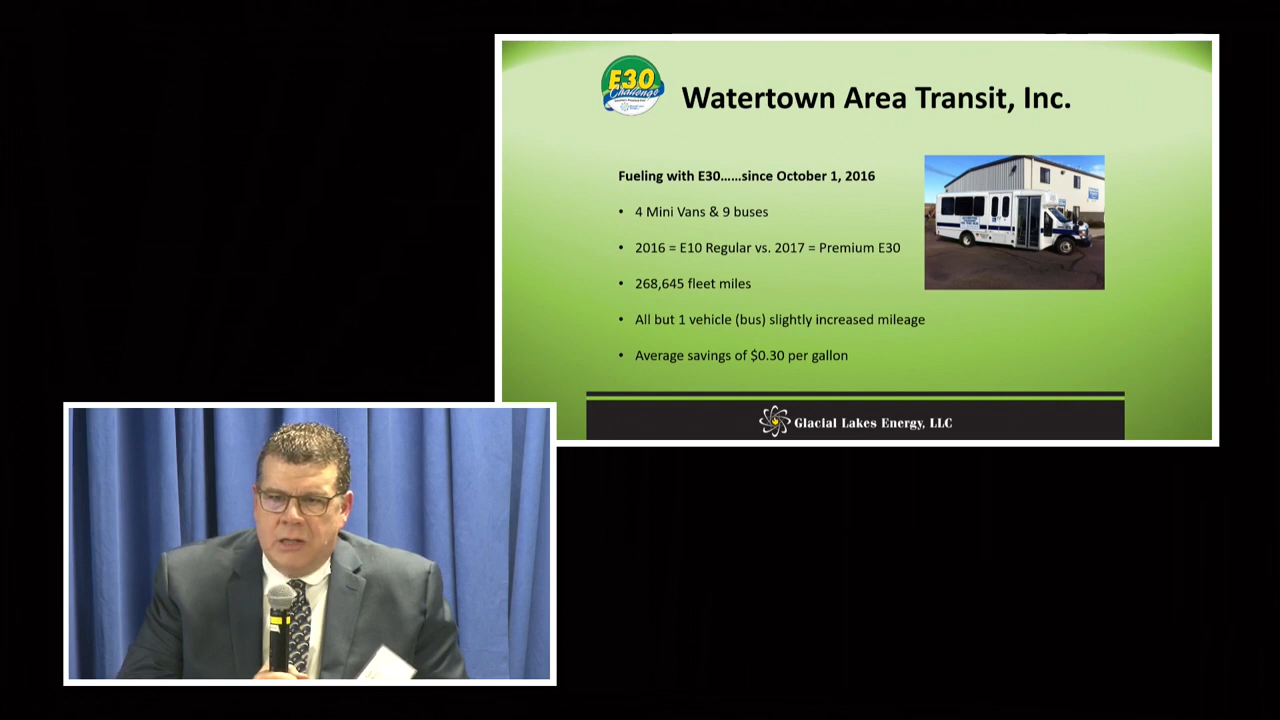 E30
Challenge
Watertown Area Transit, Inc.
Fueling with E30......since October 1, 2016
• 4 Mini Vans & 9 buses
• 2016 = E10 Regular vs. 2017 = Premium E30
• 268,645 fleet miles
• All but 1 vehicle (bus) slightly increased mileage
• Average savings of $0.30 per gallon
Glacial Lakes Energy, LLC